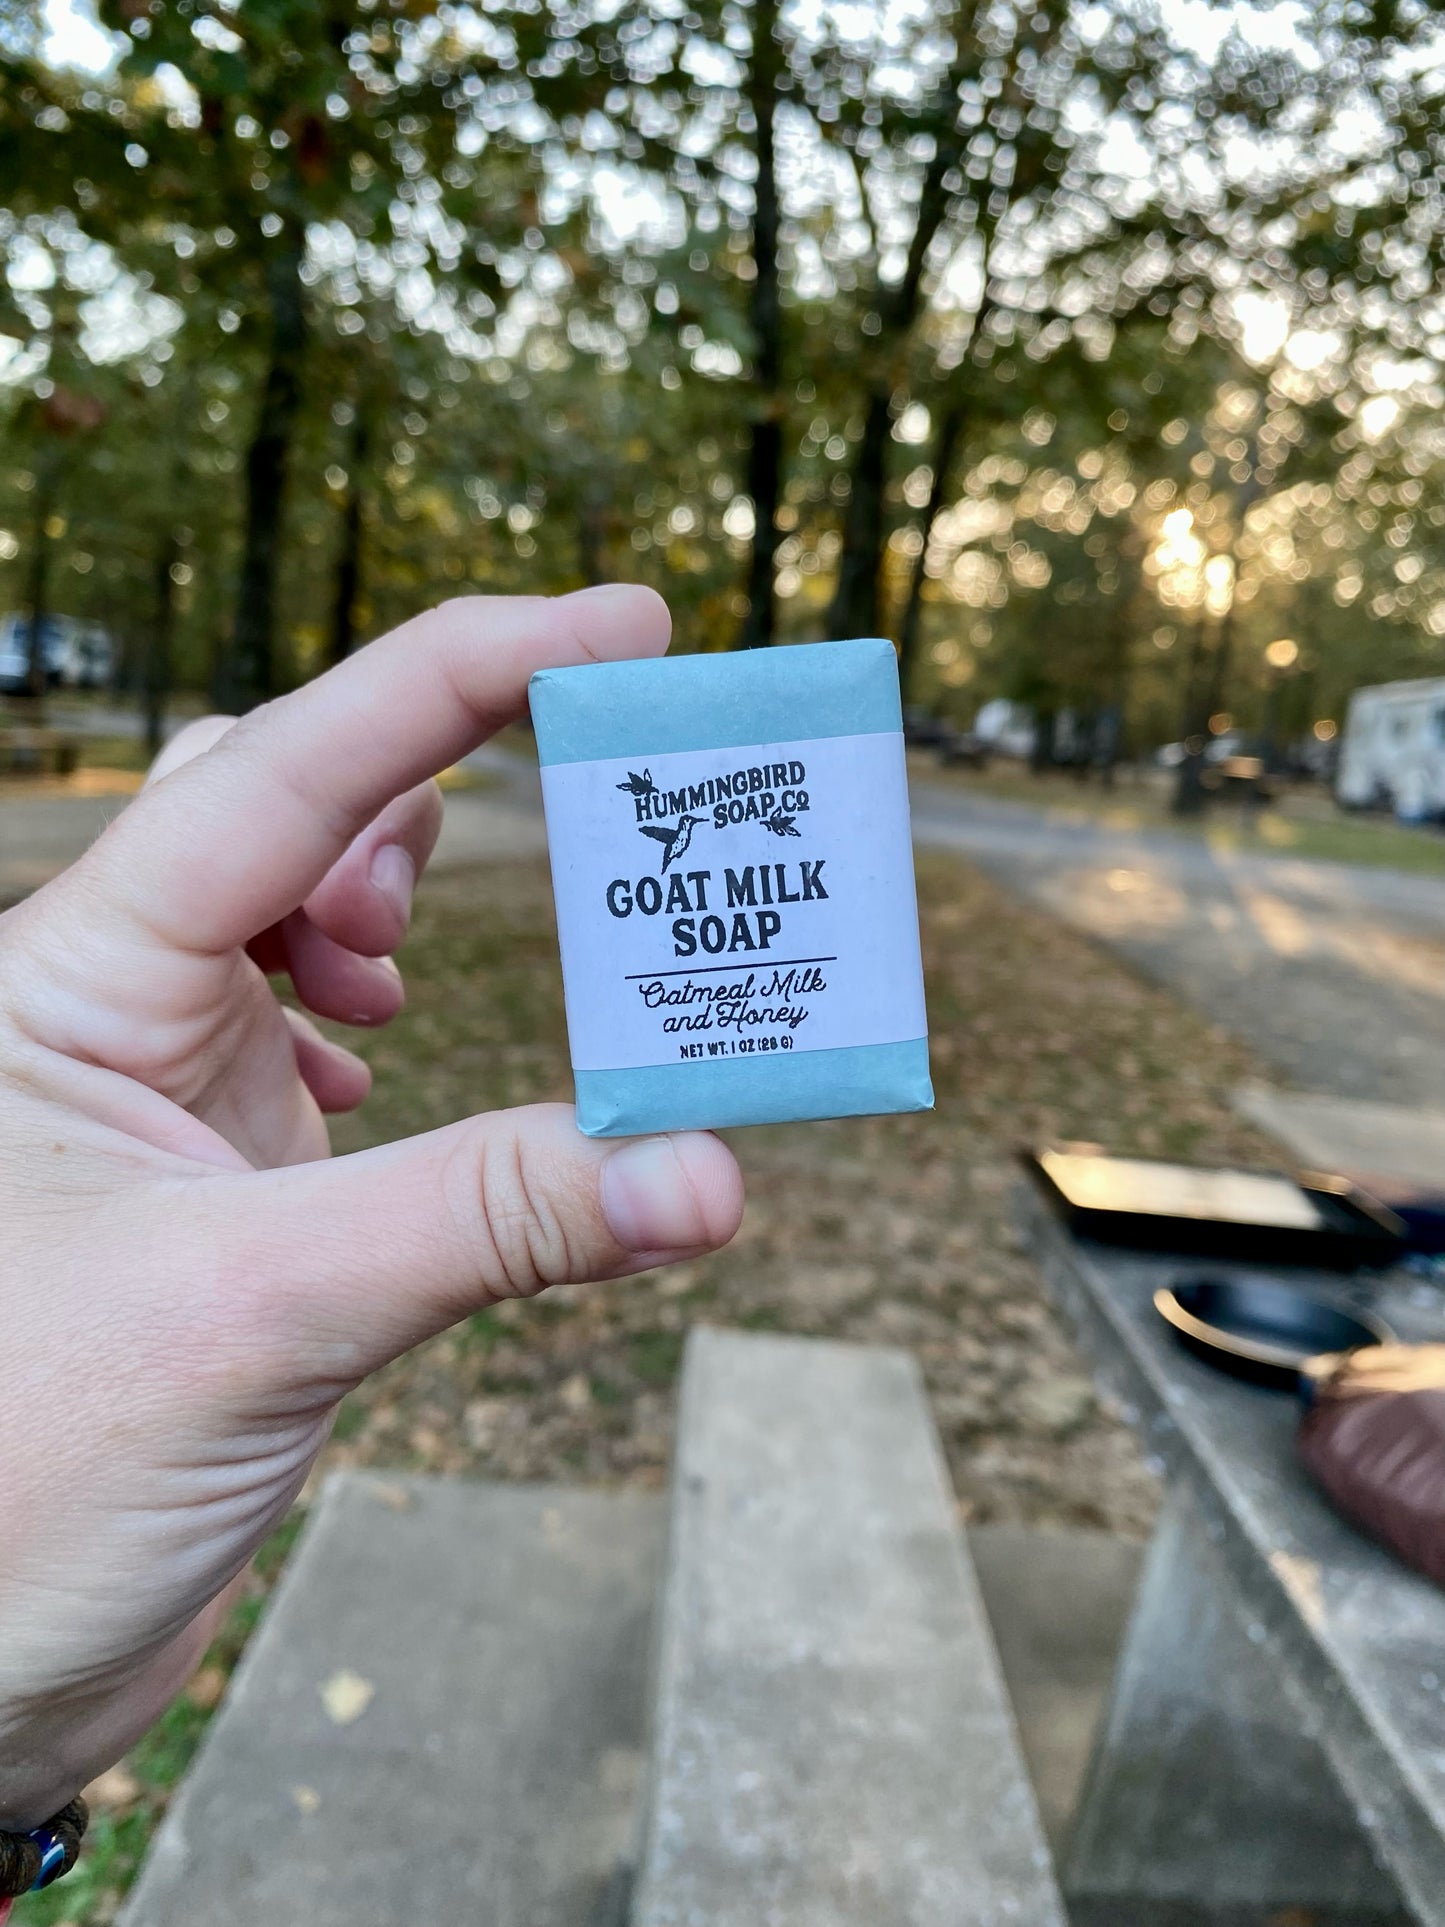 HUMMINGBIRD
SOAP Co
GOAT MILK
SOAP
Oatmeal Milk
and Honey
NET WT. 1 OZ (28 G)